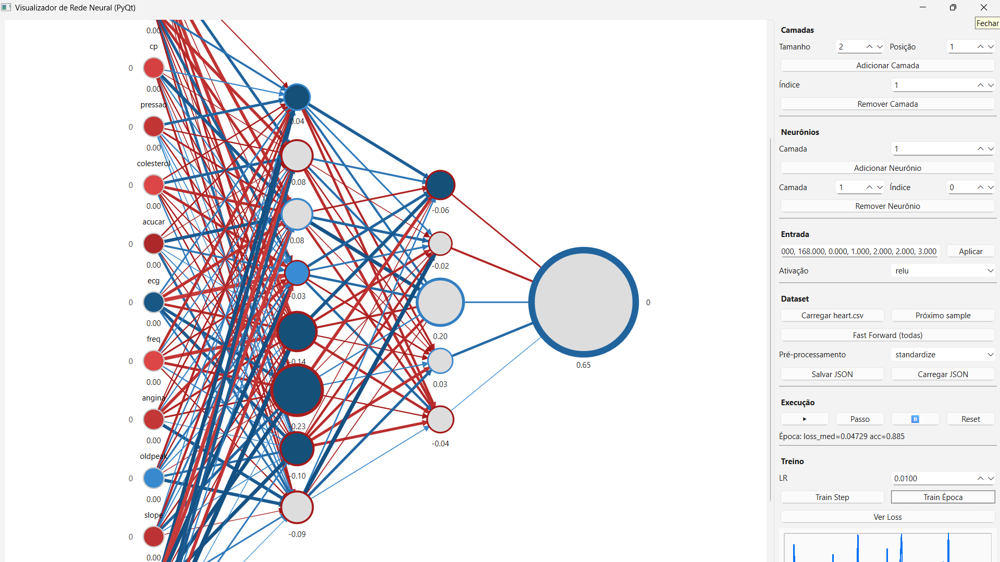 Visualizador de Rede Neural (PyQt)
Fechar
0.00
cp
0
0.00
pressao
0
0.00
colesterol
0
0.00
acucar
0
0.00
ecg
0
0.00
freq
0
0.00
angina
0
0.00
oldpeak
0
0.00
slope
0
0.00
0.04
-0.08
0.08
-0.03
-0.14
-0.23
-0.10
-0.09
-0.06
-0.02
0.20
0.03
-0.04
0.65
0
Camadas
Tamanho 2 Posição 1
Adicionar Camada
Índice 1
Remover Camada
Neurônios
Camada 1
Adicionar Neurônio
Camada 1 Índice 0
Remover Neurônio
Entrada
000, 168.000, 0.000, 1.000, 2.000, 2.000, 3.000 Aplicar
Ativação relu
Dataset
Carregar heart.csv Próximo sample
Fast Forward (todas)
Pré-processamento standardize
Salvar JSON Carregar JSON
Execução
Passo Reset
Época: loss_med=0.04729 acc=0.885
Treino
LR 0.0100
Train Step Train Época
Ver Loss